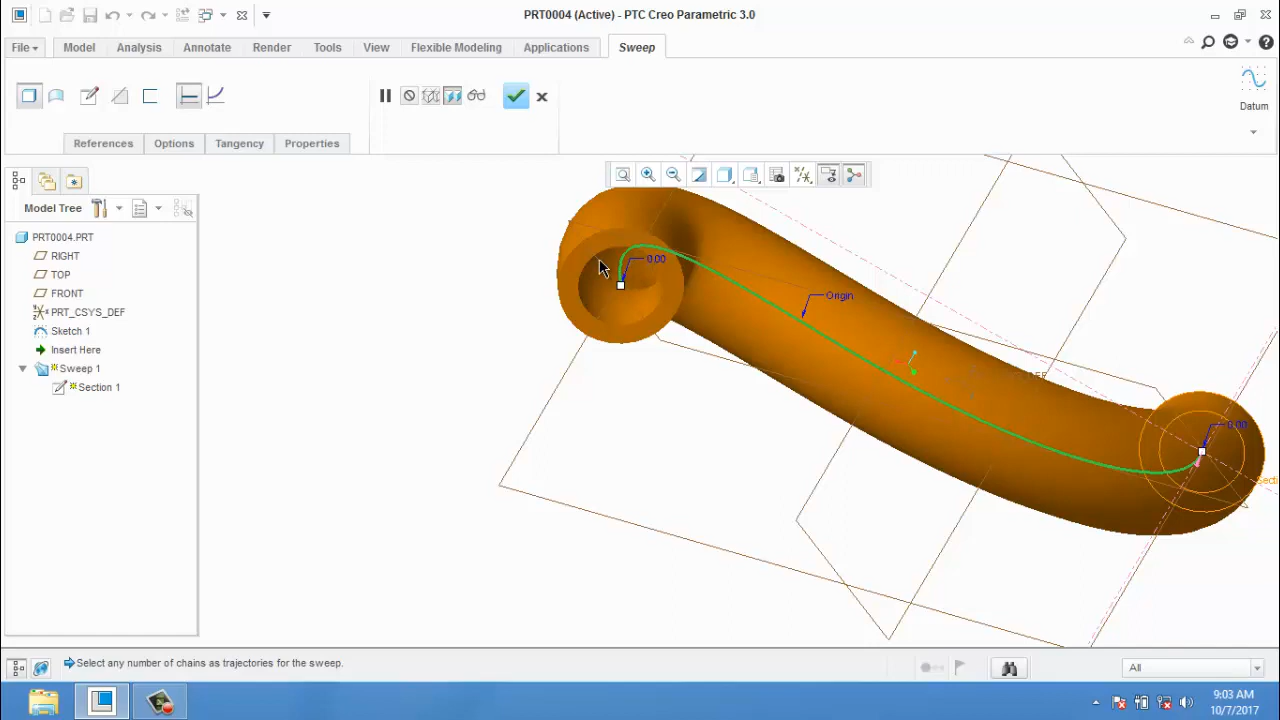 PRT0004 (Active) - PTC Creo Parametric 3.0
File Model Analysis Annotate Render Tools View Flexible Modeling Applications Sweep
Datum
References Options Tangency Properties
Model Tree
PRT0004.PRT
RIGHT
TOP
FRONT
PRT_CSYS_DEF
Sketch 1
Insert Here
Sweep 1
Section 1
0.00
Origin
0.00
Secti
Select any number of chains as trajectories for the sweep.
All
9:03 AM
10/7/2017